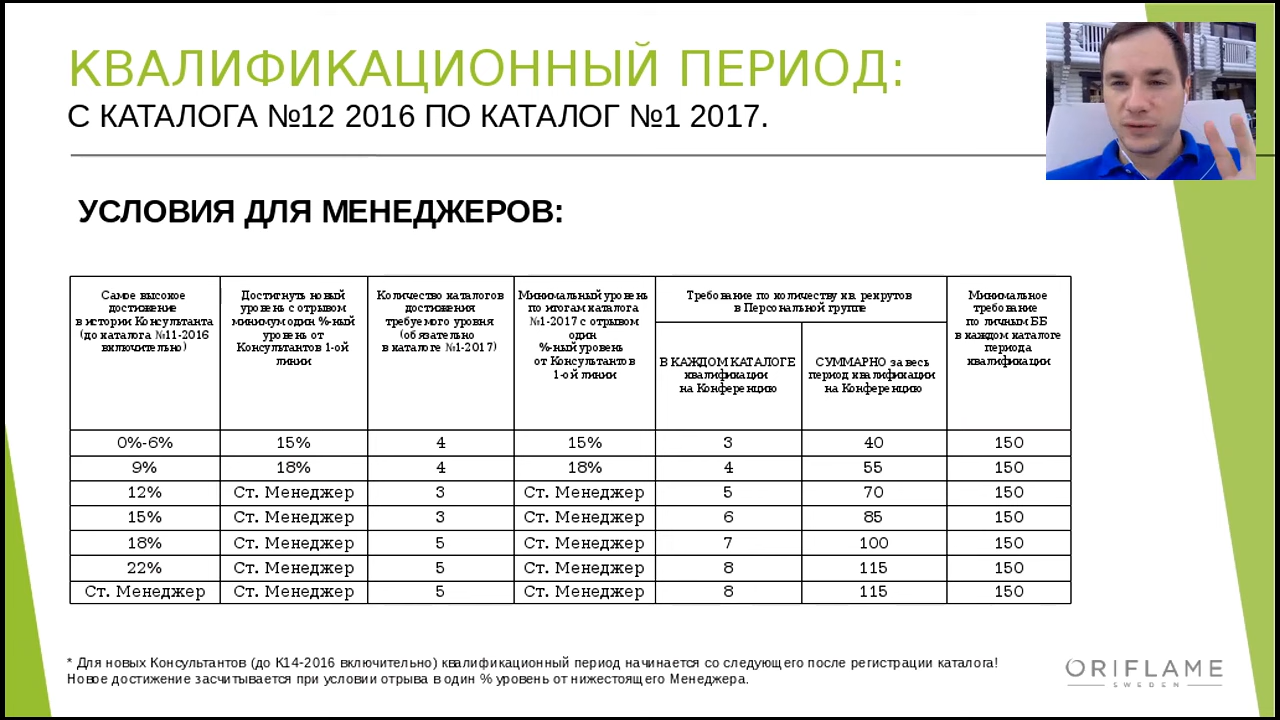 КВАЛИФИКАЦИОННЫЙ ПЕРИОД:
С КАТАЛОГА №12 2016 ПО КАТАЛОГ №1 2017.
УСЛОВИЯ ДЛЯ МЕНЕДЖЕРОВ:
Самое высокое
достижение
в истории Консультанта
(до каталога №11-2016
включительно)
Достигнуть новый
уровень с отрывом
минимум один %-ный
уровень от
Консультантов 1-ой
линии
Количество каталогов
достижения
требуемого уровня
(обязательно
в каталоге №1-2017)
Минимальный уровень
по итогам каталога
№1-2017 с отрывом
один
%-ный уровень
от Консультантов
1-ой линии
Требование по количеству кв. рекрутов
в Персональной группе
В КАЖДОМ КАТАЛОГЕ
квалификации
на Конференцию
СУММАРНО за весь
период квалификации
на Конференцию
Минимальное
требование
по личным ББ
в каждом каталоге
периода
квалификации
0%-6% 15% 4 15% 3 40 150
9% 18% 4 18% 4 55 150
12% Ст. Менеджер 3 Ст. Менеджер 5 70 150
15% Ст. Менеджер 3 Ст. Менеджер 6 85 150
18% Ст. Менеджер 5 Ст. Менеджер 7 100 150
22% Ст. Менеджер 5 Ст. Менеджер 8 115 150
Ст. Менеджер Ст. Менеджер 5 Ст. Менеджер 8 115 150
* Для новых Консультантов (до К14-2016 включительно) квалификационный период начинается со следующего после регистрации каталога!
Новое достижение засчитывается при условии отрыва в один % уровень от нижестоящего Менеджера.
ORIFLAME
SWEDEN